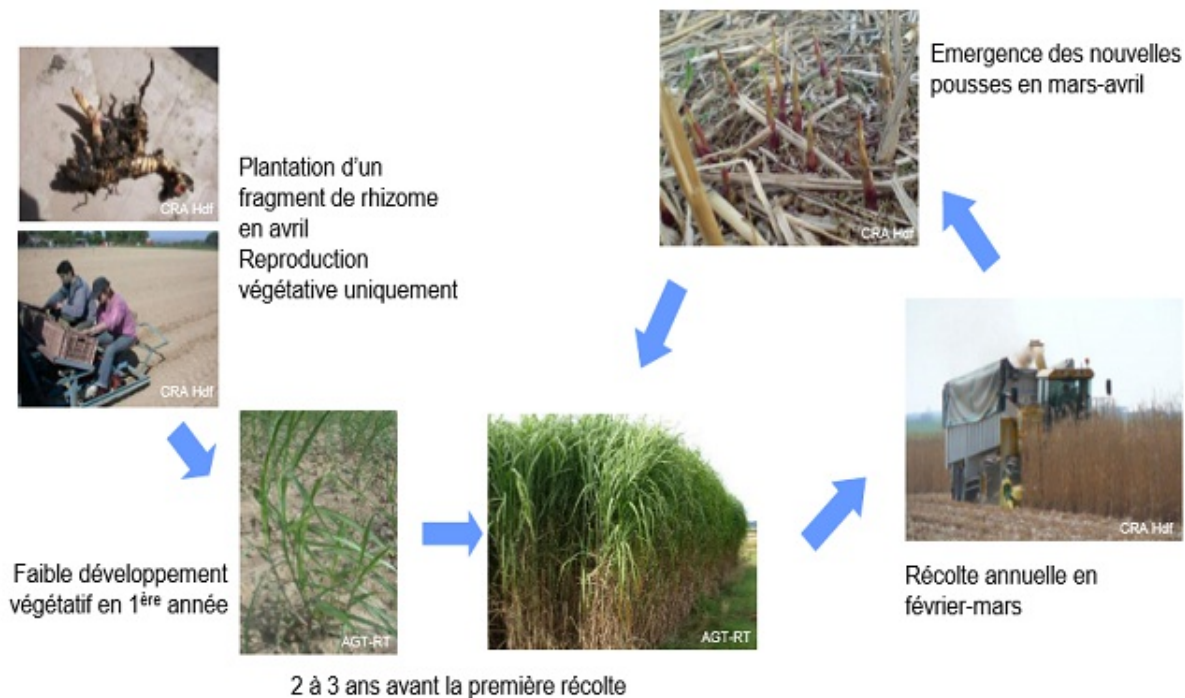 CRA Hdf
Plantation d'un
fragment de rhizome
en avril
Reproduction
végétative uniquement
CRA Hdf
Faible développement
végétatif en 1ère année
AGT-RT
AGT-RT
2 à 3 ans avant la première récolte
CRA Hdf
Récolte annuelle en
février-mars
CRA Hdf
Emergence des nouvelles
pousses en mars-avril